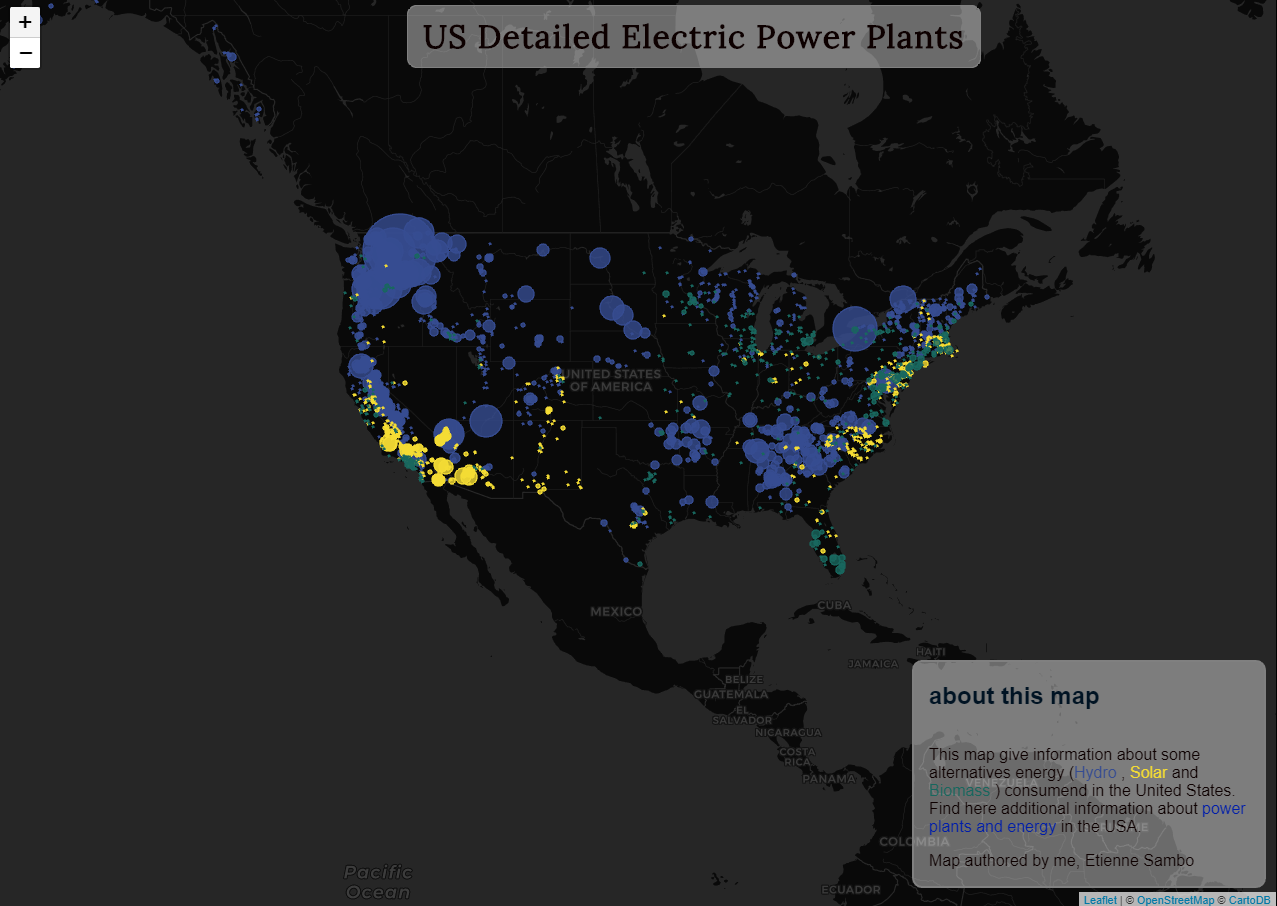 +
−
US Detailed Electric Power Plants
UNITED STATES
OF AMERICA
MEXICO
CUBA
HAITI
JAMAICA
BELIZE
GUATEMALA
EL
SALVADOR
NICARAGUA
COSTA
RICA
PANAMA
VENEZUELA
COLOMBIA
ECUADOR
Pacific
Ocean
about this map
This map give information about some
alternatives energy (Hydro , Solar and
Biomass ) consumend in the United States.
Find here additional information about power
plants and energy in the USA.
Map authored by me, Etienne Sambo
Leaflet | © OpenStreetMap © CartoDB